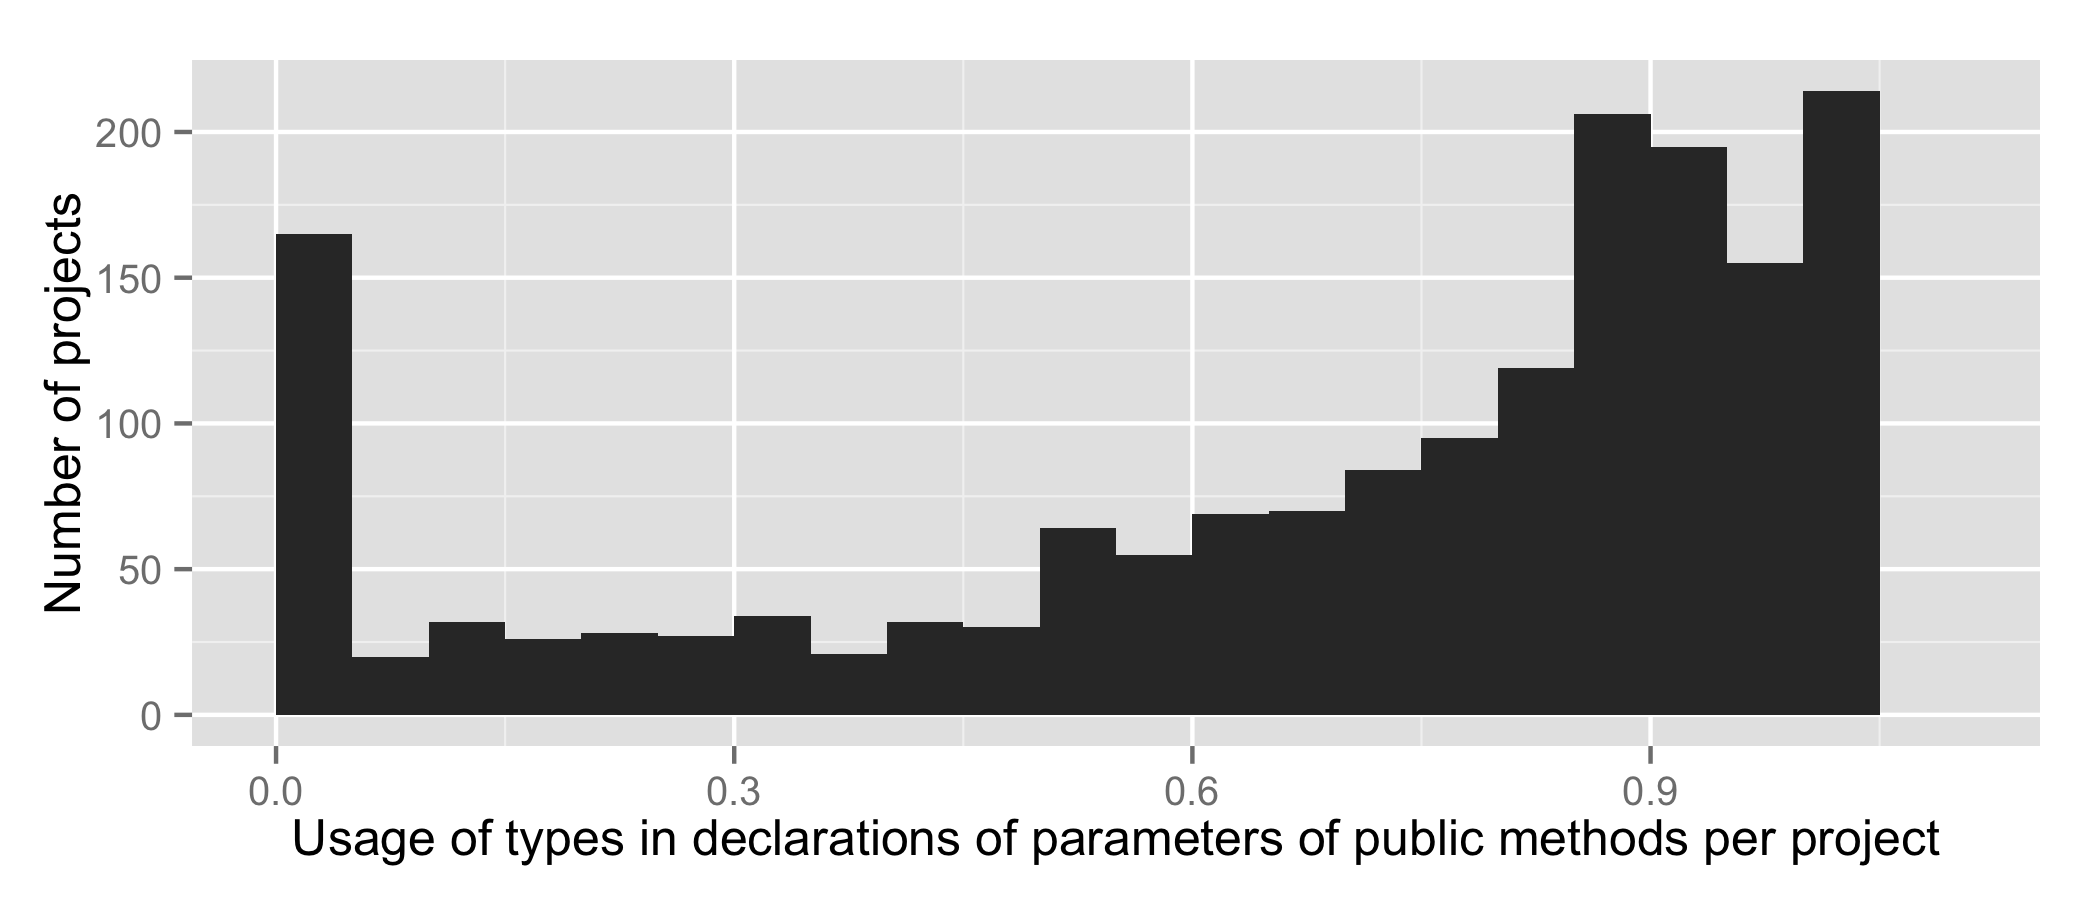 Number of projects
200
150
100
50
0
0.0 0.3 0.6 0.9
Usage of types in declarations of parameters of public methods per project